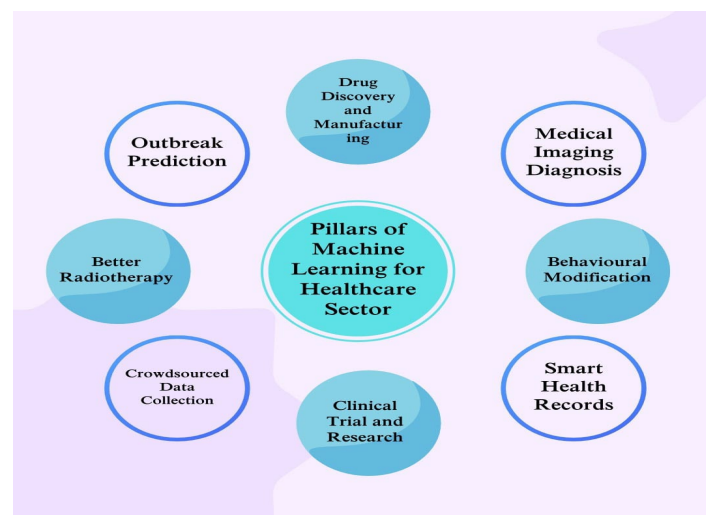 Drug
Discovery
and
Manufactur
ing
Outbreak
Prediction
Medical
Imaging
Diagnosis
Pillars of
Machine
Learning for
Healthcare
Sector
Better
Radiotherapy
Behavioural
Modification
Crowdsourced
Data
Collection
Smart
Health
Records
Clinical
Trial and
Research